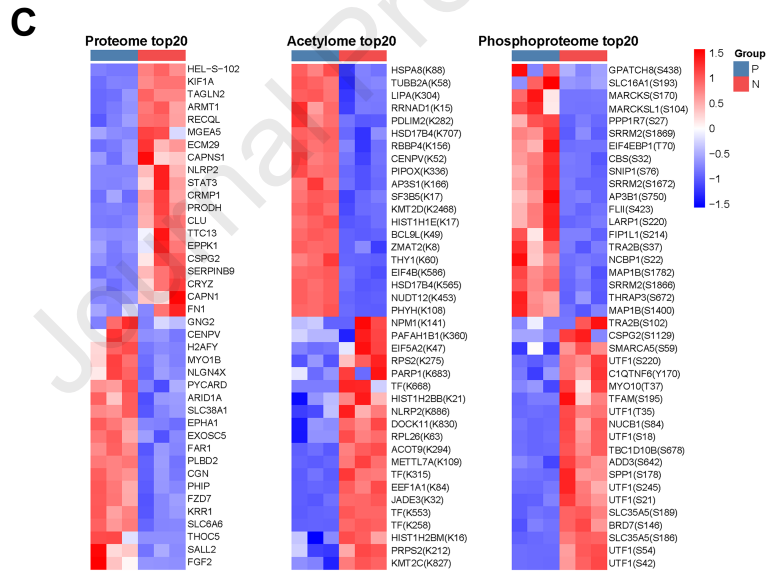 C
Proteome top20
HEL-S-102
KIF1A
TAGLN2
ARMT1
RECQL
MGEA5
ECM29
CAPNS1
NLRP2
STAT3
CRMP1
PRODH
CLU
TTC13
EPPK1
CSPG2
SERPINB9
CRYZ
CAPN1
FN1
GNG2
CENPV
H2AFY
MYO1B
NLGN4X
PYCARD
ARID1A
SLC38A1
EPHA1
EXOSC5
FAR1
PLBD2
CGN
PHIP
FZD7
KRR1
SLC6A6
THOC5
SALL2
FGF2
Acetylome top20
HSPA8(K88)
TUBB2A(K58)
LIPA(K304)
RRNAD1(K15)
PDLIM2(K282)
HSD17B4(K707)
RBBP4(K156)
CENPV(K52)
PIPOX(K336)
AP3S1(K166)
SF3B5(K17)
KMT2D(K2468)
HIST1H1E(K17)
BCL9L(K49)
ZMAT2(K8)
THY1(K60)
EIF4B(K586)
HSD17B4(K565)
NUDT12(K453)
PHYH(K108)
NPM1(K141)
PAFAH1B1(K360)
EIF5A2(K47)
RPS2(K275)
PARP1(K683)
TF(K668)
HIST1H2BB(K21)
NLRP2(K886)
DOCK11(K830)
RPL26(K63)
ACOT9(K294)
METTL7A(K109)
TF(K315)
EEF1A1(K84)
JADE3(K32)
TF(K553)
TF(K258)
HIST1H2BM(K16)
PRPS2(K212)
KMT2C(K827)
Phosphoproteome top20
GPATCH8(S438)
SLC16A1(S193)
MARCKS(S170)
MARCKSL1(S104)
PPP1R7(S27)
SRRM2(S1869)
EIF4EBP1(T70)
CBS(S32)
SNIP1(S76)
SRRM2(S1672)
AP3B1(S750)
FLII(S423)
LARP1(S220)
FIP1L1(S214)
TRA2B(S37)
NCBP1(S22)
MAP1B(S1782)
SRRM2(S1866)
THRAP3(S672)
MAP1B(S1400)
TRA2B(S102)
CSPG2(S1129)
SMARCA5(S59)
UTF1(S220)
C1QTNF6(Y170)
MYO10(T37)
TFAM(S195)
UTF1(T35)
NUCB1(S84)
UTF1(S18)
TBC1D10B(S678)
ADD3(S642)
SPP1(S178)
UTF1(S245)
UTF1(S21)
SLC35A5(S189)
BRD7(S146)
SLC35A5(S186)
UTF1(S54)
UTF1(S42)
1.5
1
0.5
0
−0.5
−1
−1.5
Group
P
N
Journal Pre